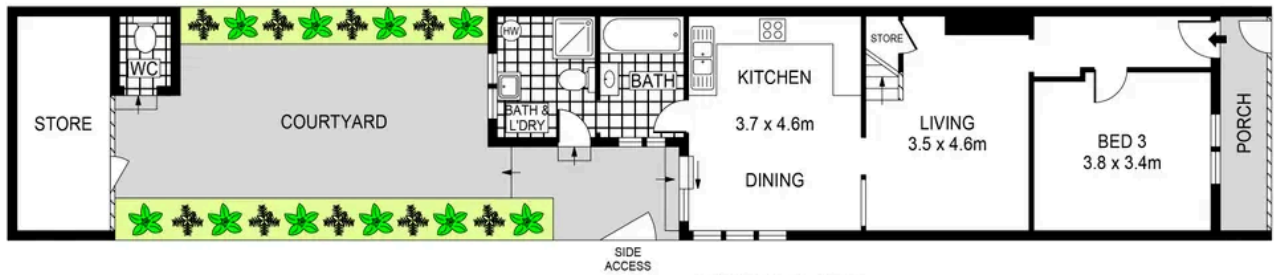 STORE
WC
COURTYARD
HW
BATH &
L'DRY
BATH
KITCHEN
3.7 x 4.6m
DINING
STORE
LIVING
3.5 x 4.6m
BED 3
3.8 x 3.4m
PORCH
SIDE
ACCESS